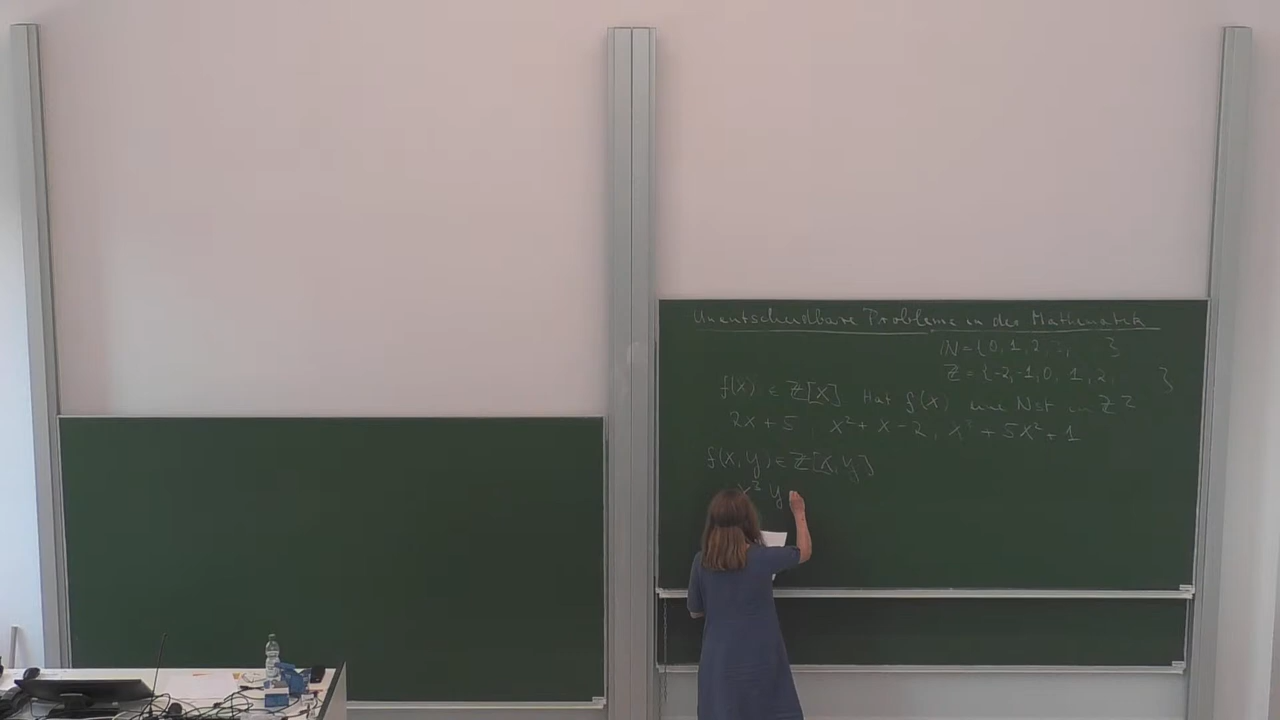 Unentscheidbare Probleme in der Mathematik
N = {0, 1, 2, 3, }
Z = {-2, -1, 0, 1, 2, }
f(x) ∈ Z[x] Hat f(x) eine Nst in Z?
2x + 5, x² + x - 2, x³ + 5x² + 1
f(x, y) ∈ Z[x, y]
x³ y